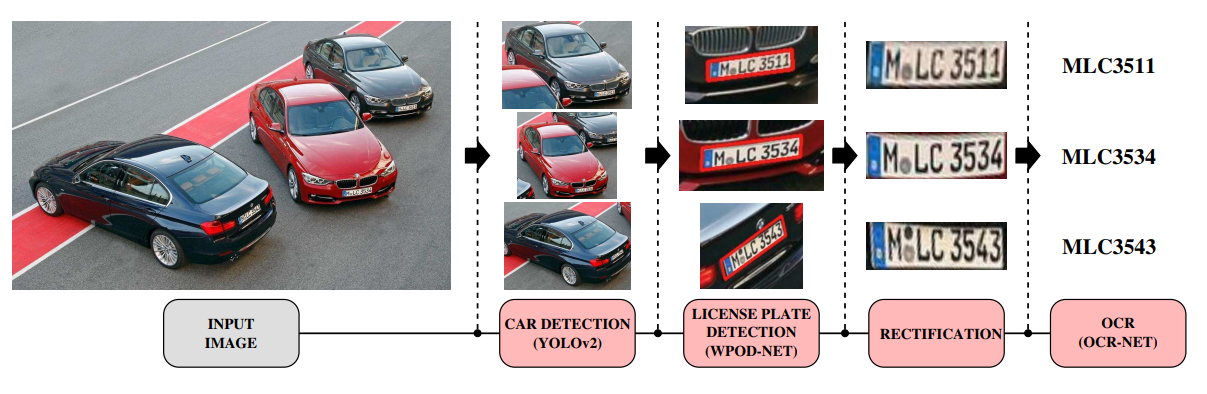 M LC 3511
MLC3511
M LC 3534
MLC3534
M LC 3543
MLC3543
INPUT
IMAGE
CAR DETECTION
(YOLOv2)
LICENSE PLATE
DETECTION
(WPOD-NET)
RECTIFICATION
OCR
(OCR-NET)